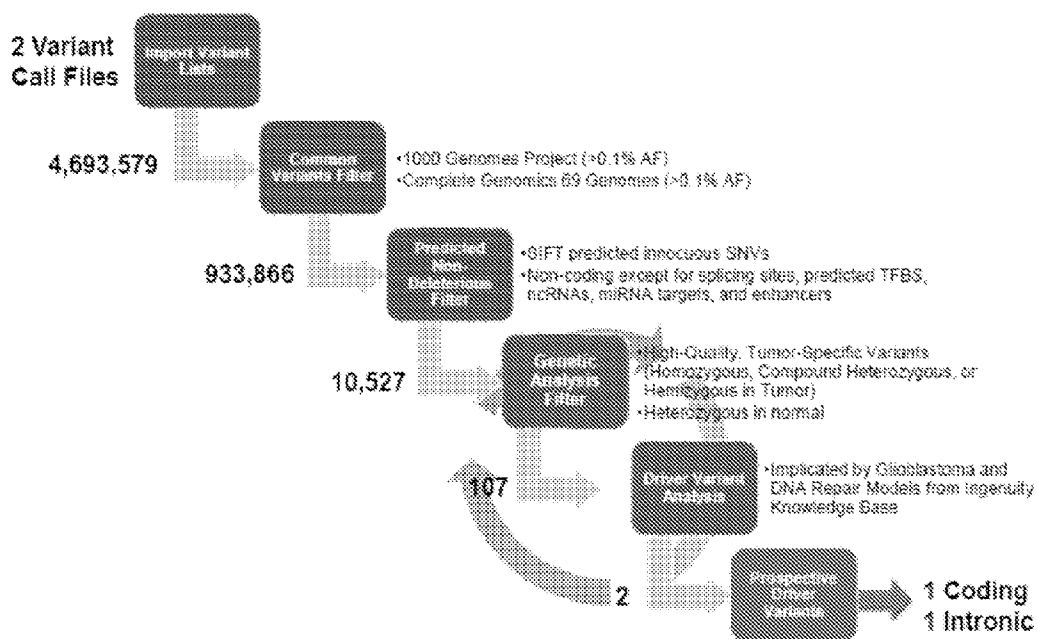 2 Variant
Call Files
Import Variant
Lists
4,693,579
Common
Variants Filter
•1000 Genomes Project (>0.1% AF)
•Complete Genomics 69 Genomes (>0.1% AF)
933,866
Predicted
Non-
Deleterious
Filter
•SIFT predicted innocuous SNVs
•Non-coding except for splicing sites, predicted TFBS,
ncRNAs, miRNA targets, and enhancers
10,527
Genetic
Analysis
Filter
•High-Quality, Tumor-Specific Variants
(Homozygous, Compound Heterozygous, or
Hemizygous in Tumor)
•Heterozygous in normal
107
Driver Variant
Analysis
•Implicated by Glioblastoma and
DNA Repair Models from Ingenuity
Knowledge Base
2
Prospective
Driver
Variants
1 Coding
1 Intronic